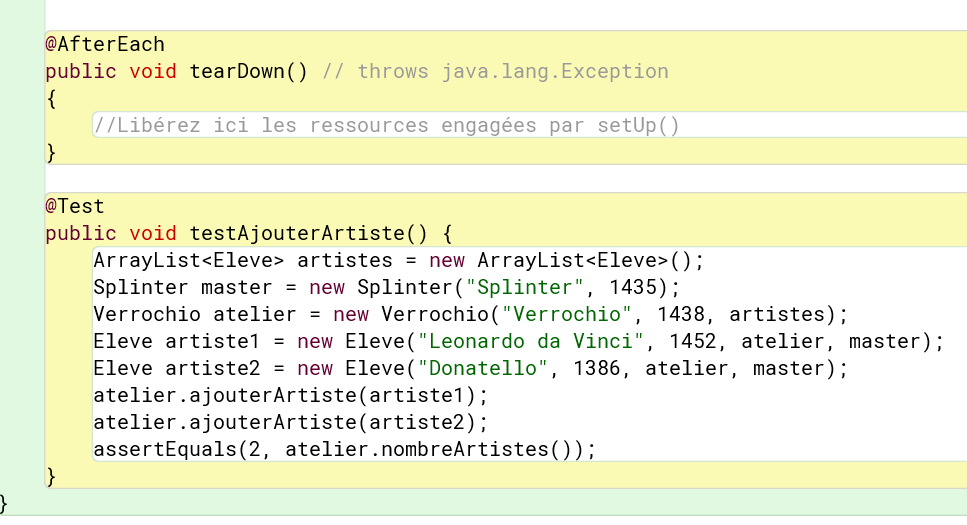 @AfterEach
public void tearDown() // throws java.lang.Exception
{
//Libérez ici les ressources engagées par setUp()
}
@Test
public void testAjouterArtiste() {
ArrayList<Eleve> artistes = new ArrayList<Eleve>();
Splinter master = new Splinter("Splinter", 1435);
Verrochio atelier = new Verrochio("Verrochio", 1438, artistes);
Eleve artiste1 = new Eleve("Leonardo da Vinci", 1452, atelier, master);
Eleve artiste2 = new Eleve("Donatello", 1386, atelier, master);
atelier.ajouterArtiste(artiste1);
atelier.ajouterArtiste(artiste2);
assertEquals(2, atelier.nombreArtistes());
}
}